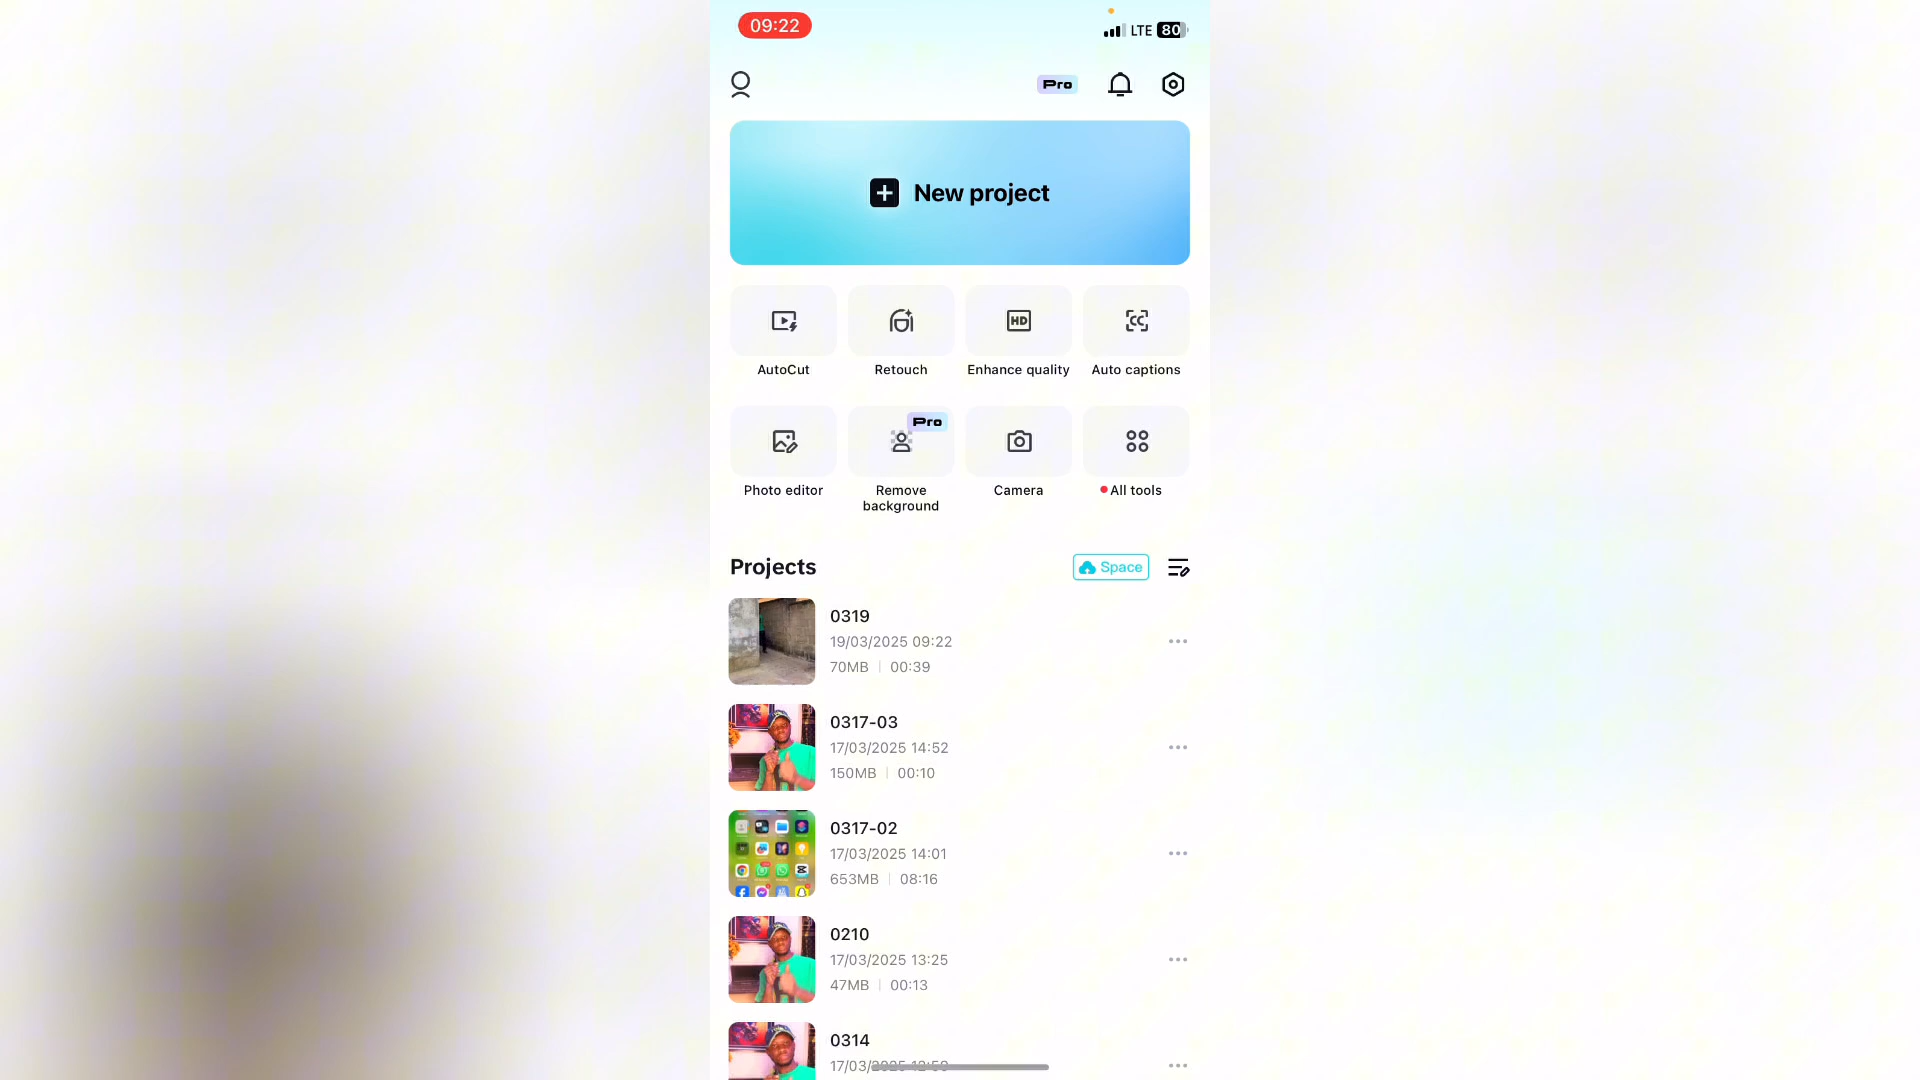 09:22
LTE 80
Pro
New project
AutoCut
Retouch
Enhance quality
Auto captions
Pro
Photo editor
Remove
background
Camera
All tools
Projects
Space
0319
19/03/2025 09:22
70MB | 00:39
0317-03
17/03/2025 14:52
150MB | 00:10
0317-02
17/03/2025 14:01
653MB | 08:16
0210
17/03/2025 13:25
47MB | 00:13
0314
17/03/2025